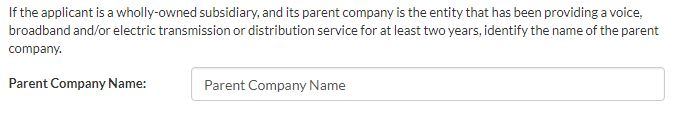 If the applicant is a wholly-owned subsidiary, and its parent company is the entity that has been providing a voice,
broadband and/or electric transmission or distribution service for at least two years, identify the name of the parent
company.
Parent Company Name:
Parent Company Name